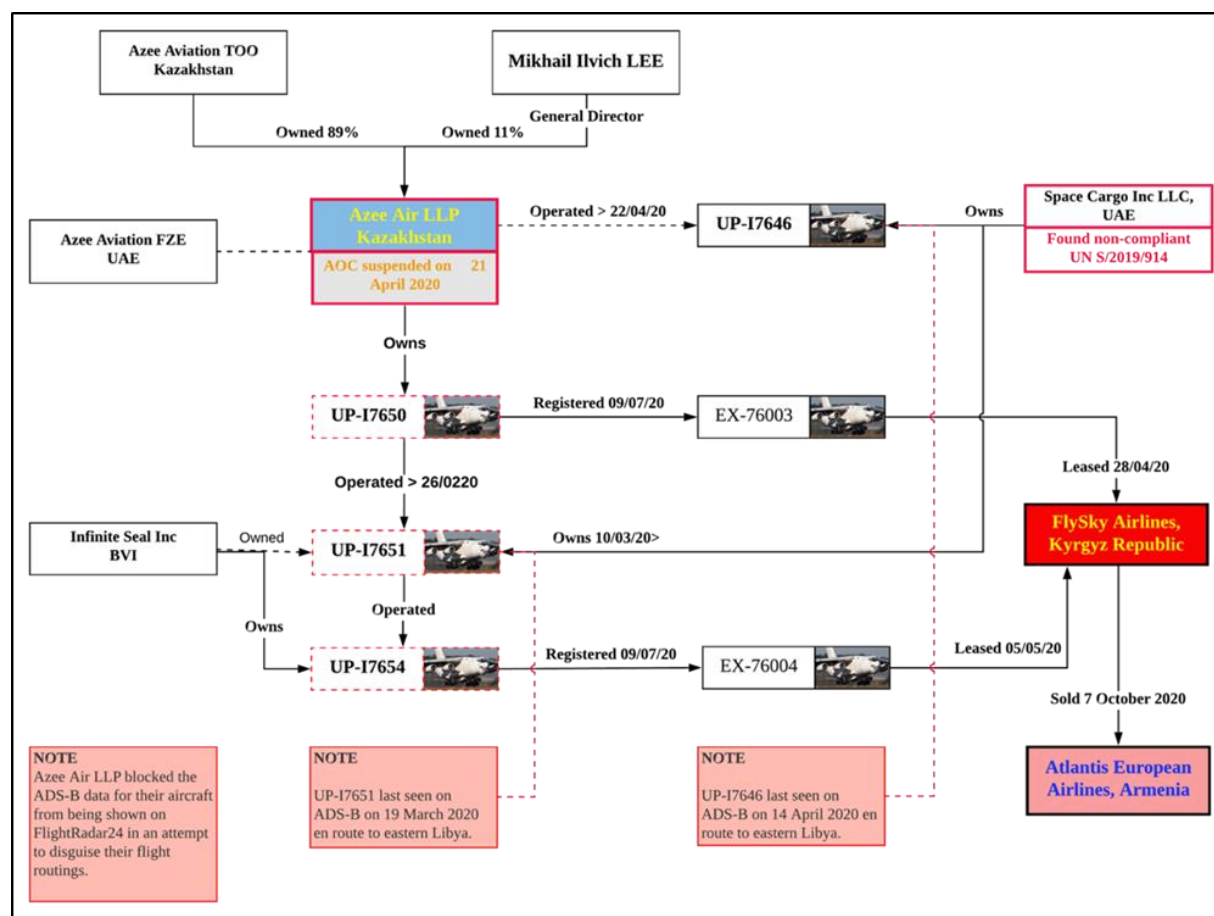 Azee Aviation TOO
Kazakhstan
Mikhail Ilvich LEE
General Director
Owned 89%
Owned 11%
Azee Air LLP
Kazakhstan
AOC suspended on 21
April 2020
Operated > 22/04/20
UP-I7646
Owns
Space Cargo Inc LLC,
UAE
Found non-compliant
UN S/2019/914
Azee Aviation FZE
UAE
Owns
UP-I7650
Registered 09/07/20
EX-76003
Leased 28/04/20
Operated > 26/0220
FlySky Airlines,
Kyrgyz Republic
Infinite Seal Inc
BVI
Owned
UP-I7651
Owns 10/03/20>
Operated
Owns
UP-I7654
Registered 09/07/20
EX-76004
Leased 05/05/20
Sold 7 October 2020
Atlantis European
Airlines, Armenia
NOTE
Azee Air LLP blocked the
ADS-B data for their aircraft
from being shown on
FlightRadar24 in an attempt
to disguise their flight
routings.
NOTE
UP-I7651 last seen on
ADS-B on 19 March 2020
en route to eastern Libya.
NOTE
UP-I7646 last seen on
ADS-B on 14 April 2020 en
route to eastern Libya.